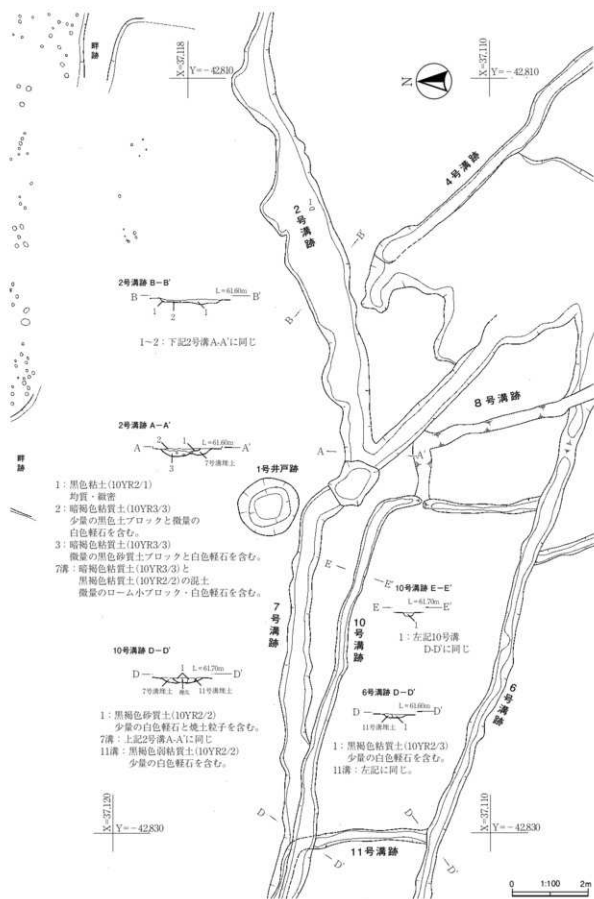 畔跡
X=37,118
Y=-42,810
N
X=37,110
Y=-42,810
4号溝跡
2号溝跡
1
B'
B
2号溝跡 B-B'
L=61.60m
B
B'
1
2
1
1~2:下記2号溝A-A'に同じ
8号溝跡
2号溝跡 A-A'
2
1
L=61.60m
A
A'
3
7号溝埋土
A
A'
1号井戸跡
畔跡
1:黒色粘土(10YR2/1)
均質・緻密
2:暗褐色粘質土(10YR3/3)
少量の黒色土ブロックと微量の
白色軽石を含む。
3:暗褐色粘質土(10YR3/3)
微量の黒色砂質土ブロックと白色軽石を含む。
7溝:暗褐色粘質土(10YR3/3)と
黒褐色粘質土(10YR2/2)の混土
微量のローム小ブロック・白色軽石を含む。
E
E'
10号溝跡 E-E'
L=61.70m
E
E'
1
1:左記10号溝
D-D'に同じ
7号溝跡
10号溝跡
6号溝跡
10号溝跡 D-D'
1
L=61.70m
D
D'
7号溝埋土
11号溝埋土
1:黒褐色砂質土(10YR2/2)
少量の白色軽石と焼土粒子を含む。
7溝:上記2号溝A-A'に同じ
11溝:黒褐色弱粘質土(10YR2/2)
少量の白色軽石を含む。
6号溝跡 D-D'
L=61.60m
D
D'
11号溝埋土
1
1:黒褐色粘質土(10YR2/3)
少量の白色軽石を含む。
11溝:左記に同じ。
X=37,120
Y=-42,830
D
D'
D
D'
X=37,110
Y=-42,830
11号溝跡
0
1:100
2m